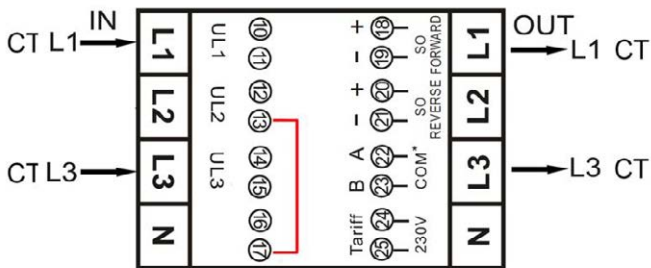 IN
OUT
CT L1
L1
UL1
⑩
⑪
+ ⑱
- ⑲
SO
FORWARD
L1
L1 CT
L2
UL2
⑫
⑬
+ ⑳
- ㉑
SO
REVERSE
L2
CT L3
L3
UL3
⑭
⑮
A ㉒
B ㉓
COM*
L3
L3 CT
N
⑯
⑰
Tariff
㉔
㉕
230V
N